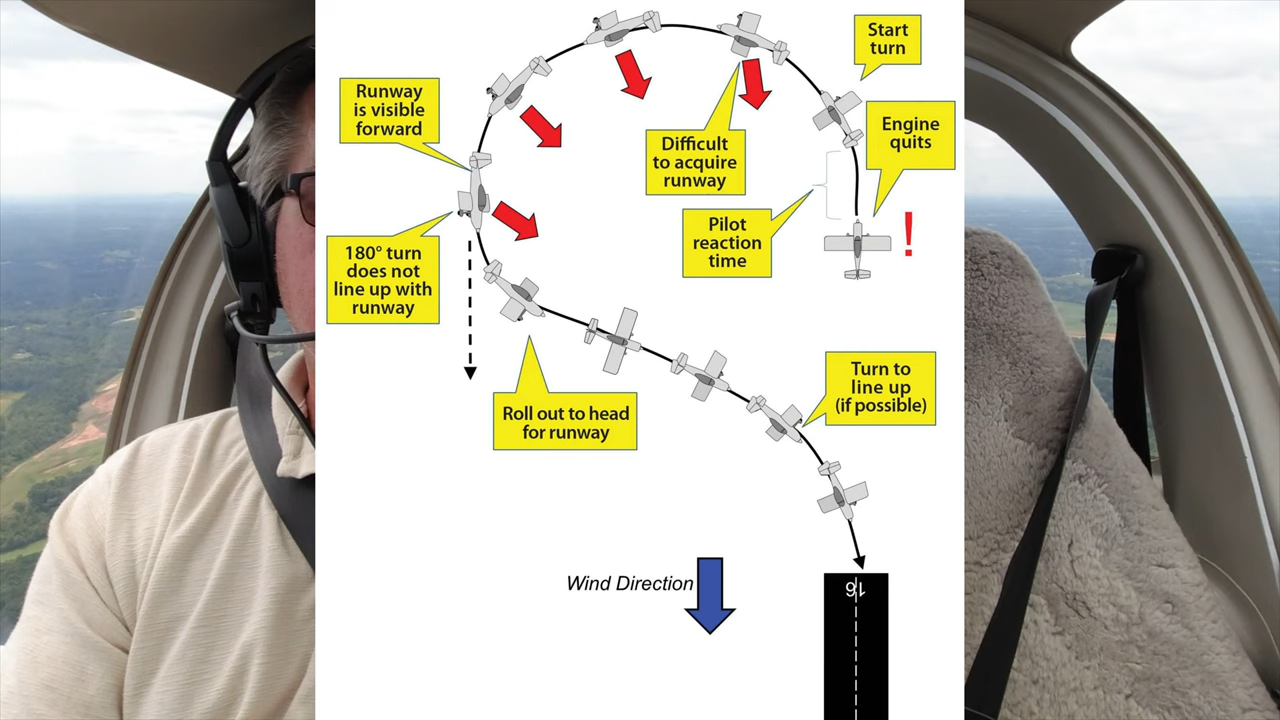 Start
turn
Engine
quits
Runway
is visible
forward
Difficult
to acquire
runway
Pilot
reaction
time
!
180° turn
does not
line up with
runway
Turn to
line up
(if possible)
Roll out to head
for runway
Wind Direction
16